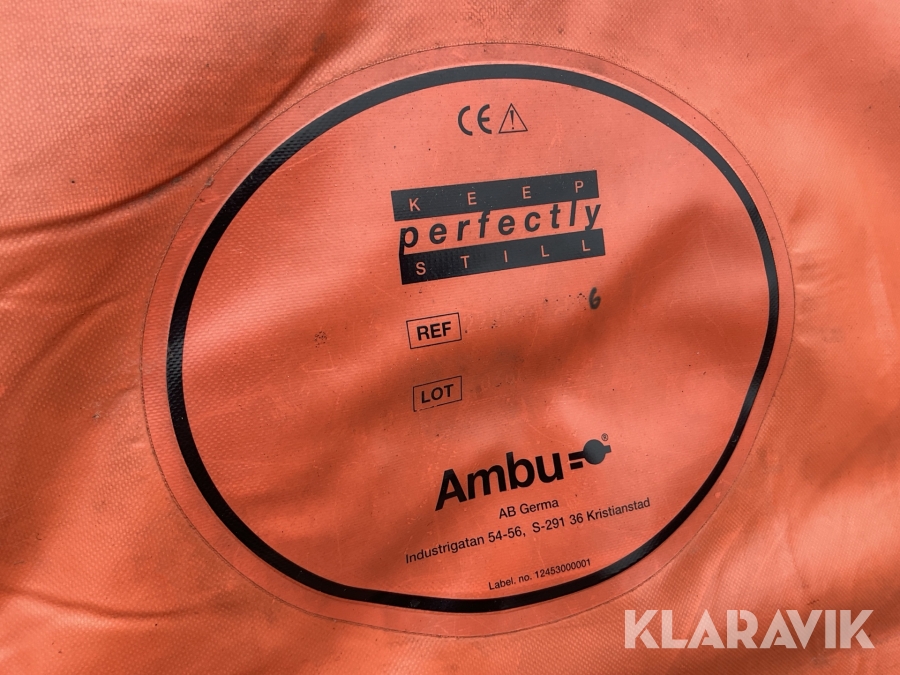 CE
KEEP
perfectly
STILL
6
REF
LOT
Ambu®
AB Germa
Industrigatan 54-56, S-291 36 Kristianstad
Label. no. 12453000001
KLARAVIK